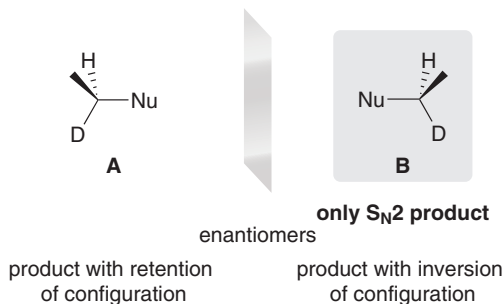 H
Nu
D
A
H
Nu
D
B
only SN2 product
enantiomers
product with retention
of configuration
product with inversion
of configuration